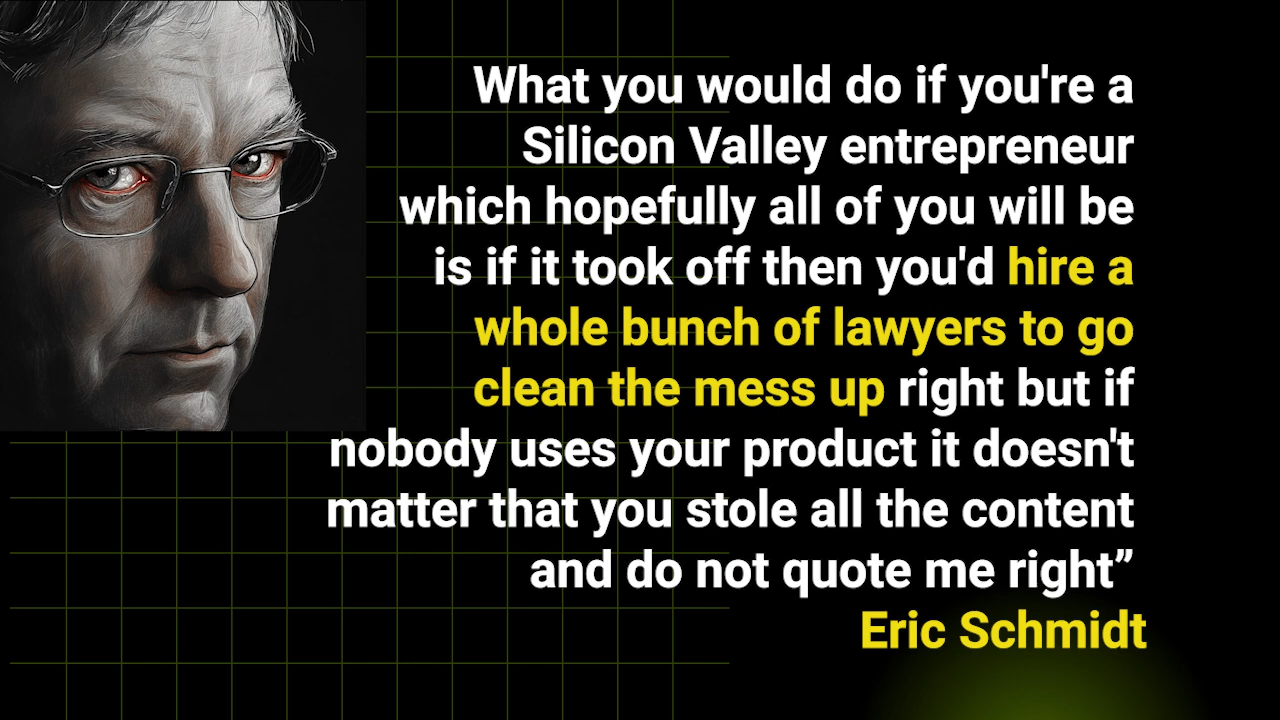 What you would do if you're a
Silicon Valley entrepreneur
which hopefully all of you will be
is if it took off then you'd hire a
whole bunch of lawyers to go
clean the mess up right but if
nobody uses your product it doesn't
matter that you stole all the content
and do not quote me right”
Eric Schmidt